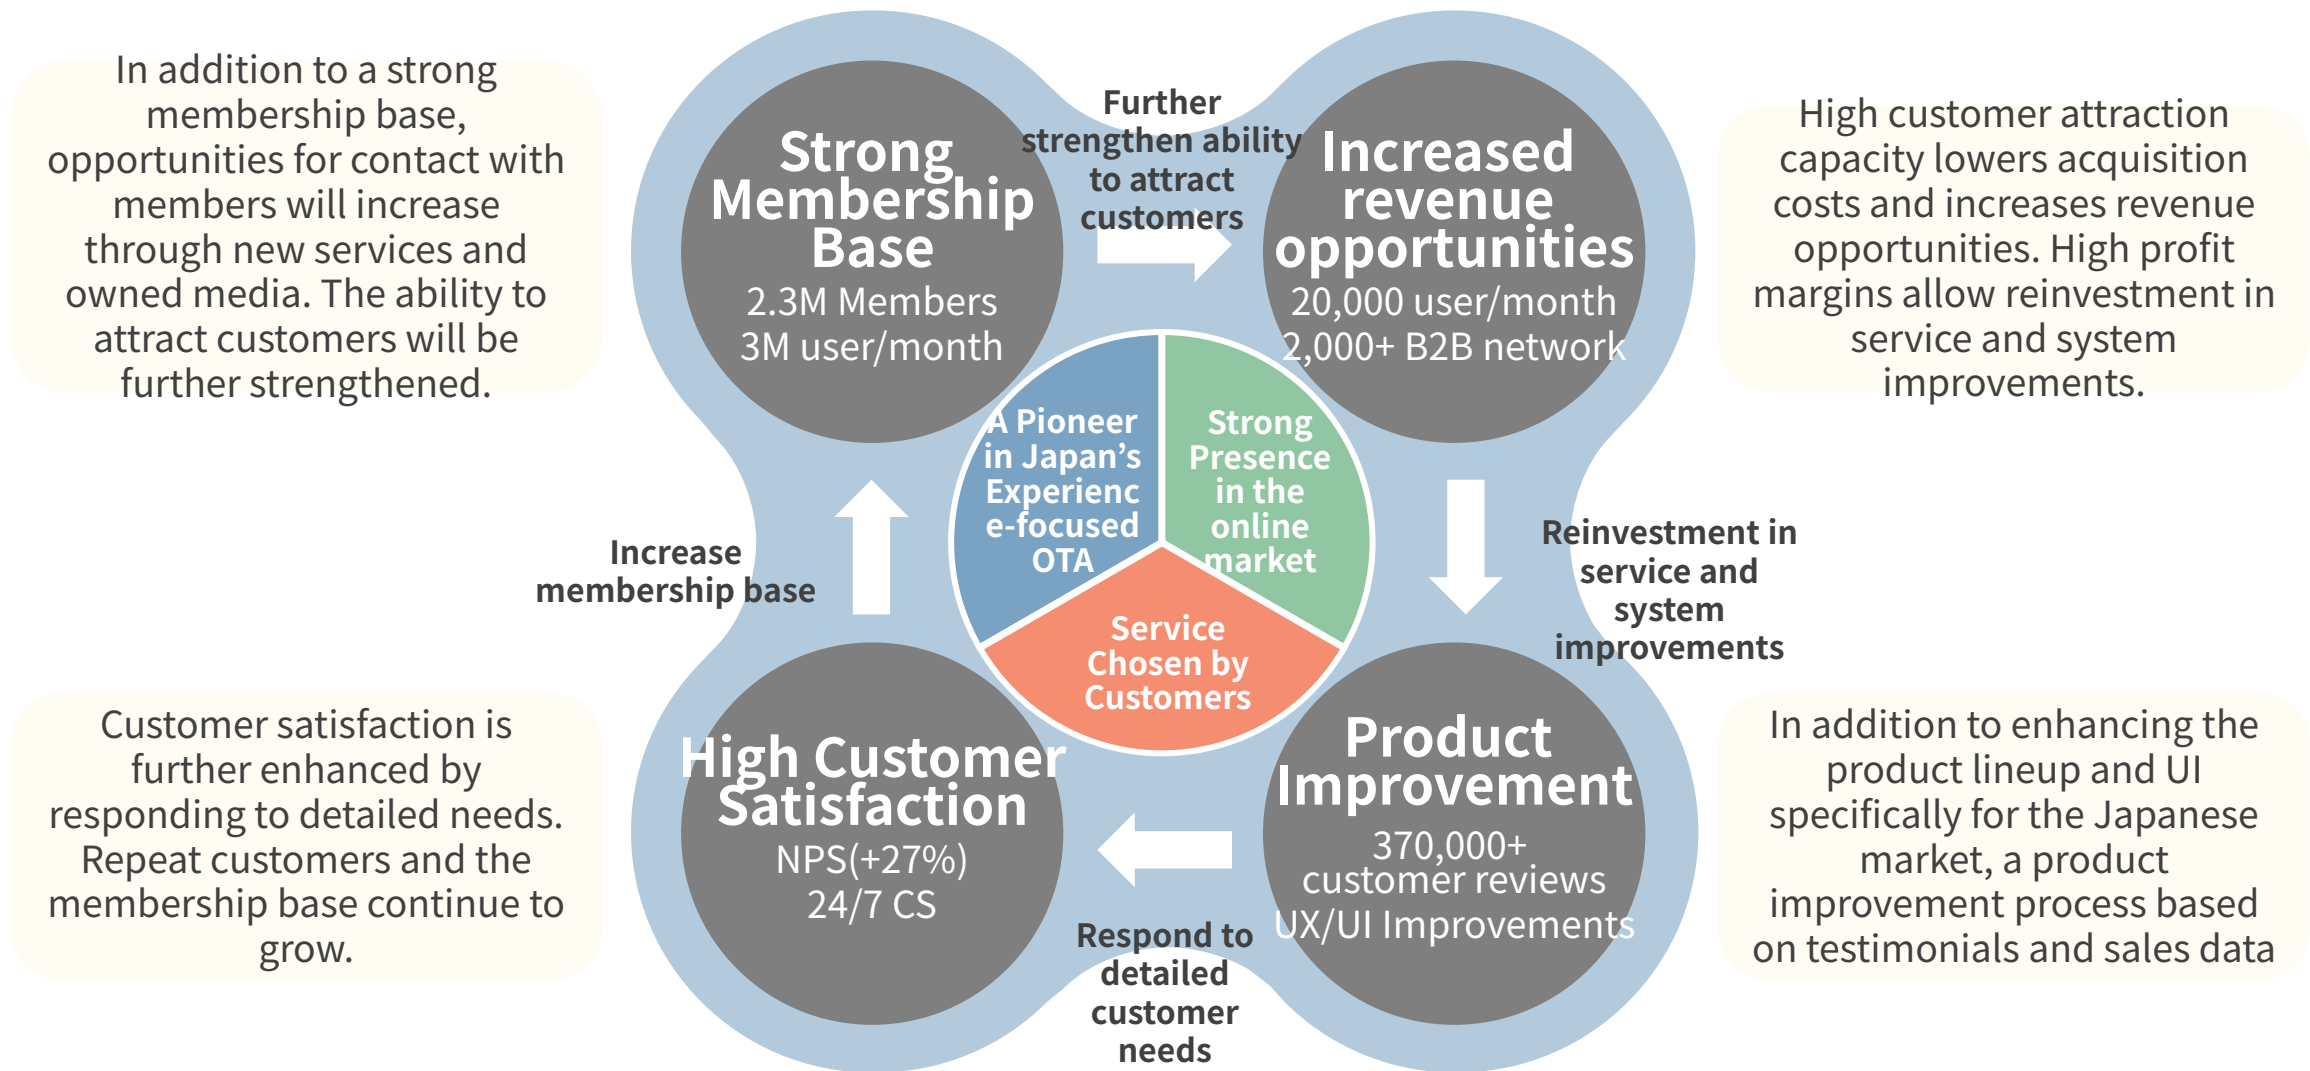 In addition to a strong
membership base,
opportunities for contact with
members will increase
through new services and
owned media. The ability to
attract customers will be
further strengthened.
Strong
Membership
Base
2.3M Members
3M user/month
Further
strengthen ability
to attract
customers
Increased
revenue
opportunities
20,000 user/month
2,000+ B2B network
High customer attraction
capacity lowers acquisition
costs and increases revenue
opportunities. High profit
margins allow reinvestment in
service and system
improvements.
A Pioneer
in Japan’s
Experienc
e-focused
OTA
Strong
Presence
in the
online
market
Service
Chosen by
Customers
Increase
membership base
Reinvestment in
service and
system
improvements
Customer satisfaction is
further enhanced by
responding to detailed needs.
Repeat customers and the
membership base continue to
grow.
High Customer
Satisfaction
NPS(+27%)
24/7 CS
Respond to
detailed
customer
needs
Product
Improvement
370,000+
customer reviews
UX/UI Improvements
In addition to enhancing the
product lineup and UI
specifically for the Japanese
market, a product
improvement process based
on testimonials and sales data